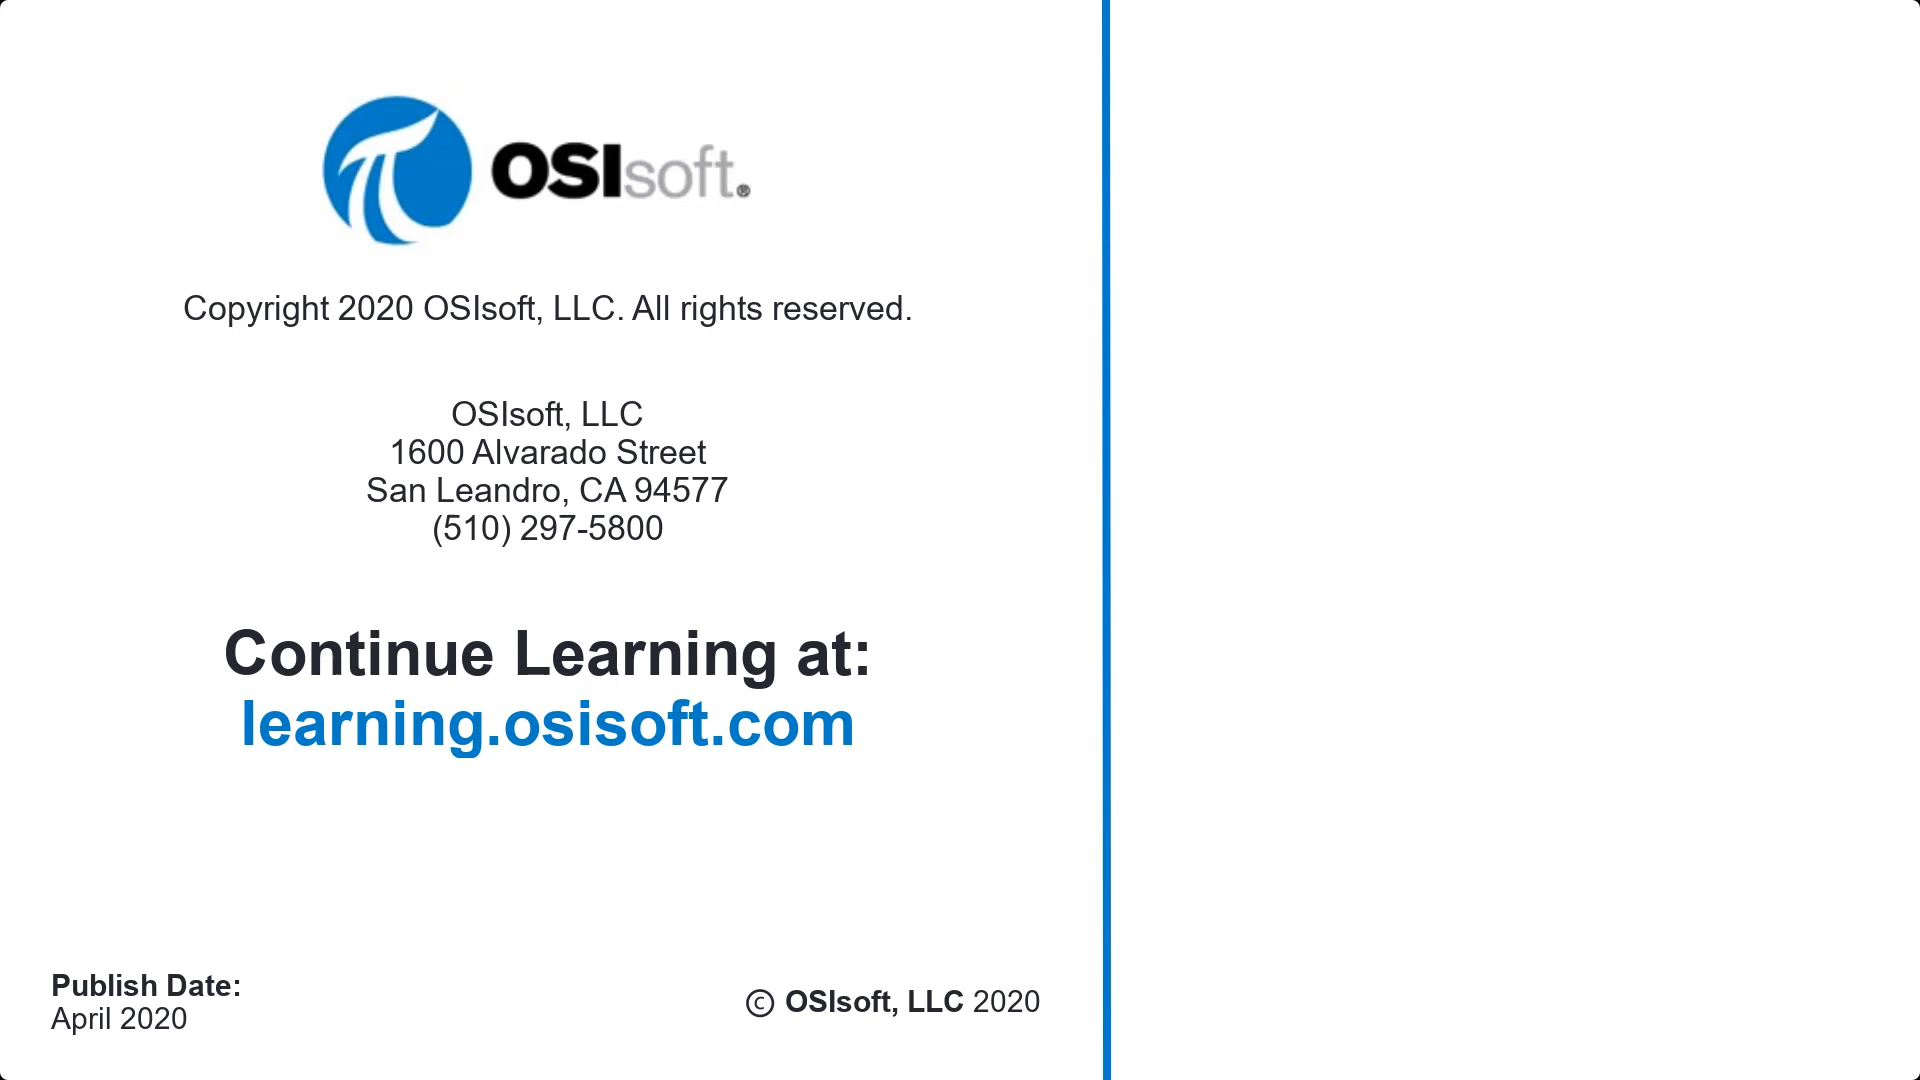 OSIsoft®
Copyright 2020 OSIsoft, LLC. All rights reserved.
OSIsoft, LLC
1600 Alvarado Street
San Leandro, CA 94577
(510) 297-5800
Continue Learning at:
learning.osisoft.com
Publish Date:
April 2020
© OSIsoft, LLC 2020